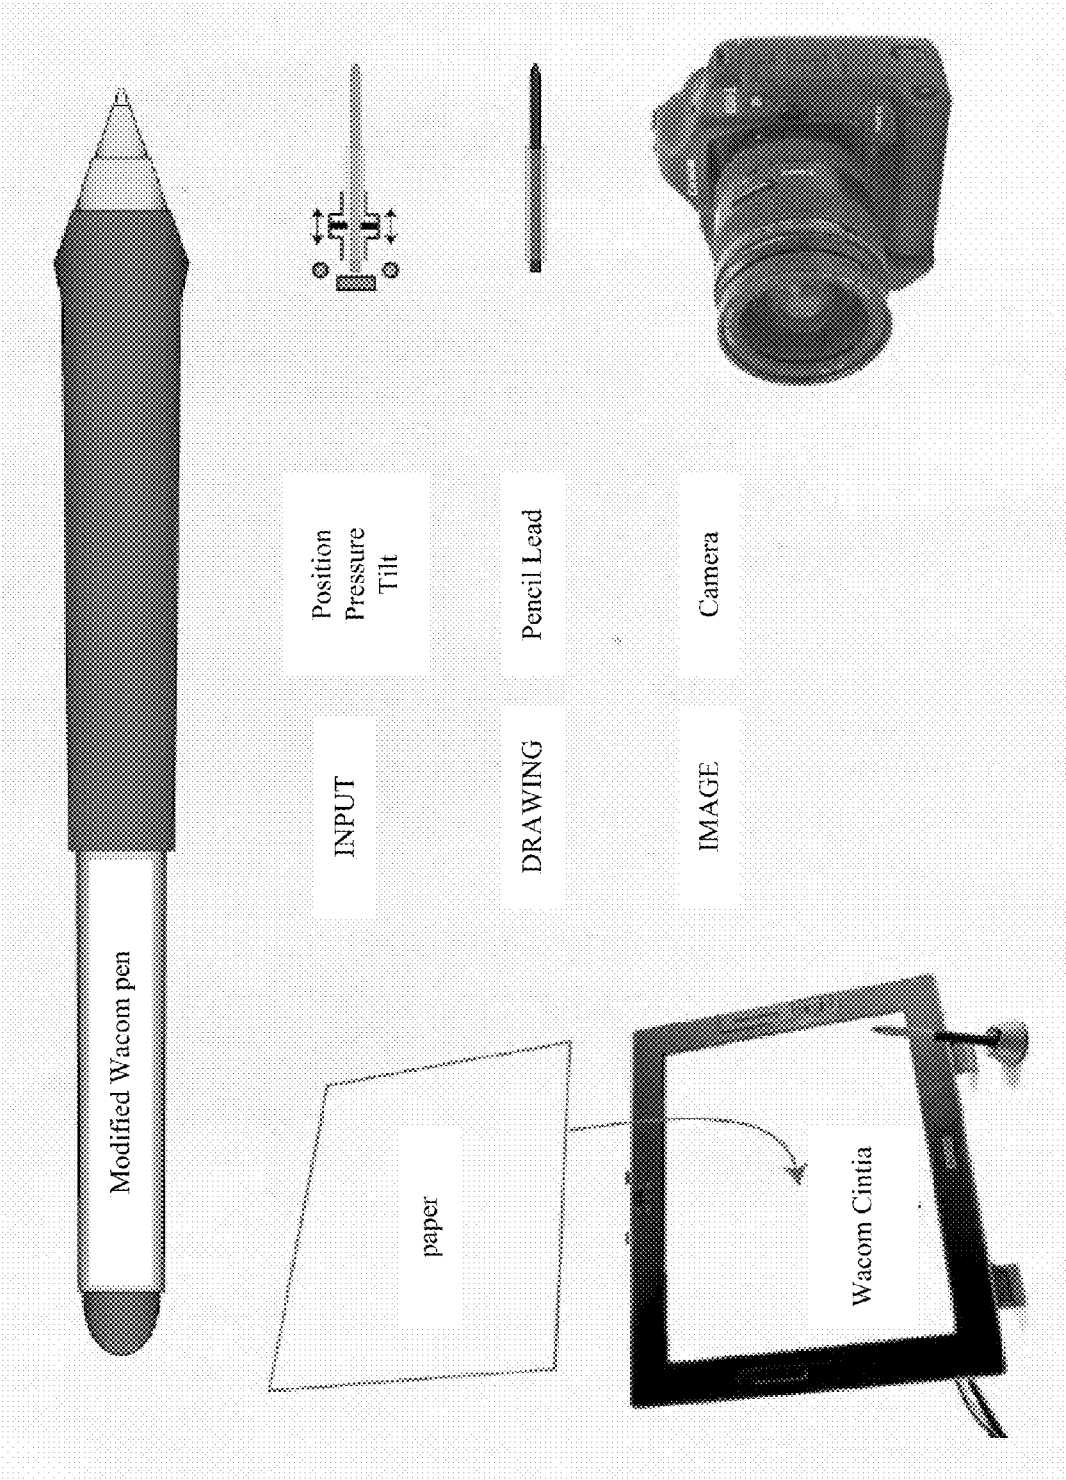 Modified Wacom pen
INPUT
Position
Pressure
Tilt
DRAWING
Pencil Lead
IMAGE
Camera
paper
Wacom Cintia